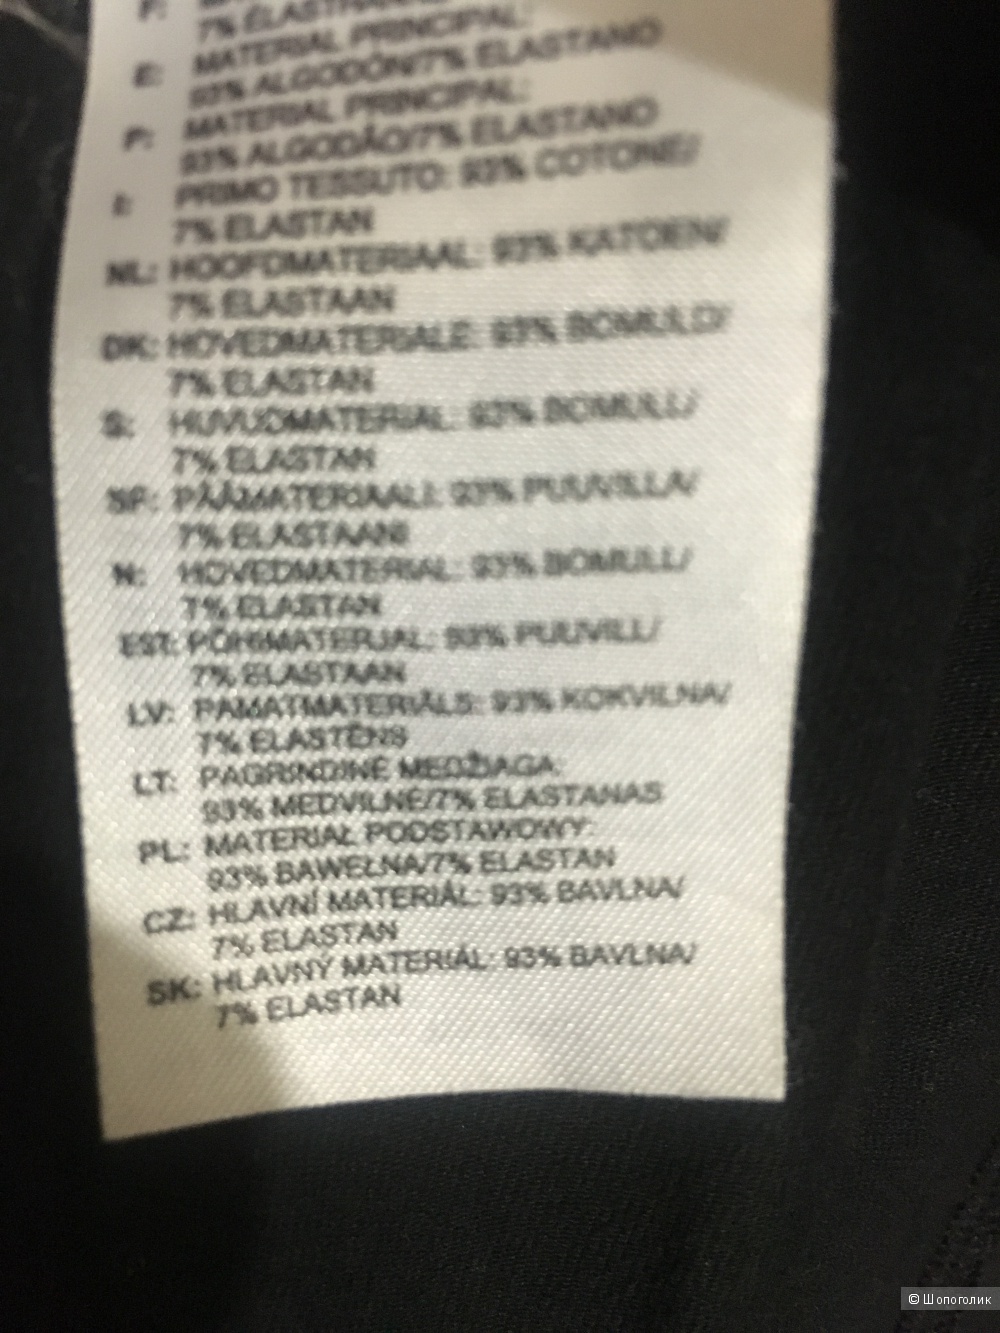 F:
7% ELASTHANNE
E: MATERIAL PRINCIPAL:
93% ALGODÓN/7% ELASTANO
P: MATERIAL PRINCIPAL:
93% ALGODÃO/7% ELASTANO
I: PRIMO TESSUTO: 93% COTONE/
7% ELASTAN
NL: HOOFDMATERIAAL: 93% KATOEN/
7% ELASTAAN
DK: HOVEDMATERIALE: 93% BOMULD/
7% ELASTAN
S: HUVUDMATERIAL: 93% BOMULL/
7% ELASTAN
SF: PÄÄMATERIAALI: 93% PUUVILLA/
7% ELASTAANI
N: HOVEDMATERIAL: 93% BOMULL/
7% ELASTAN
EST: PÕHIMATERJAL: 93% PUUVILL/
7% ELASTAAN
LV: PAMATMATERIĀLS: 93% KOKVILNA/
7% ELASTĒNS
LT: PAGRINDINĖ MEDŽIAGA:
93% MEDVILNĖ/7% ELASTANAS
PL: MATERIAŁ PODSTAWOWY:
93% BAWEŁNA/7% ELASTAN
CZ: HLAVNÍ MATERIÁL: 93% BAVLNA/
7% ELASTAN
SK: HLAVNÝ MATERIÁL: 93% BAVLNA/
7% ELASTAN
© Шопоголик